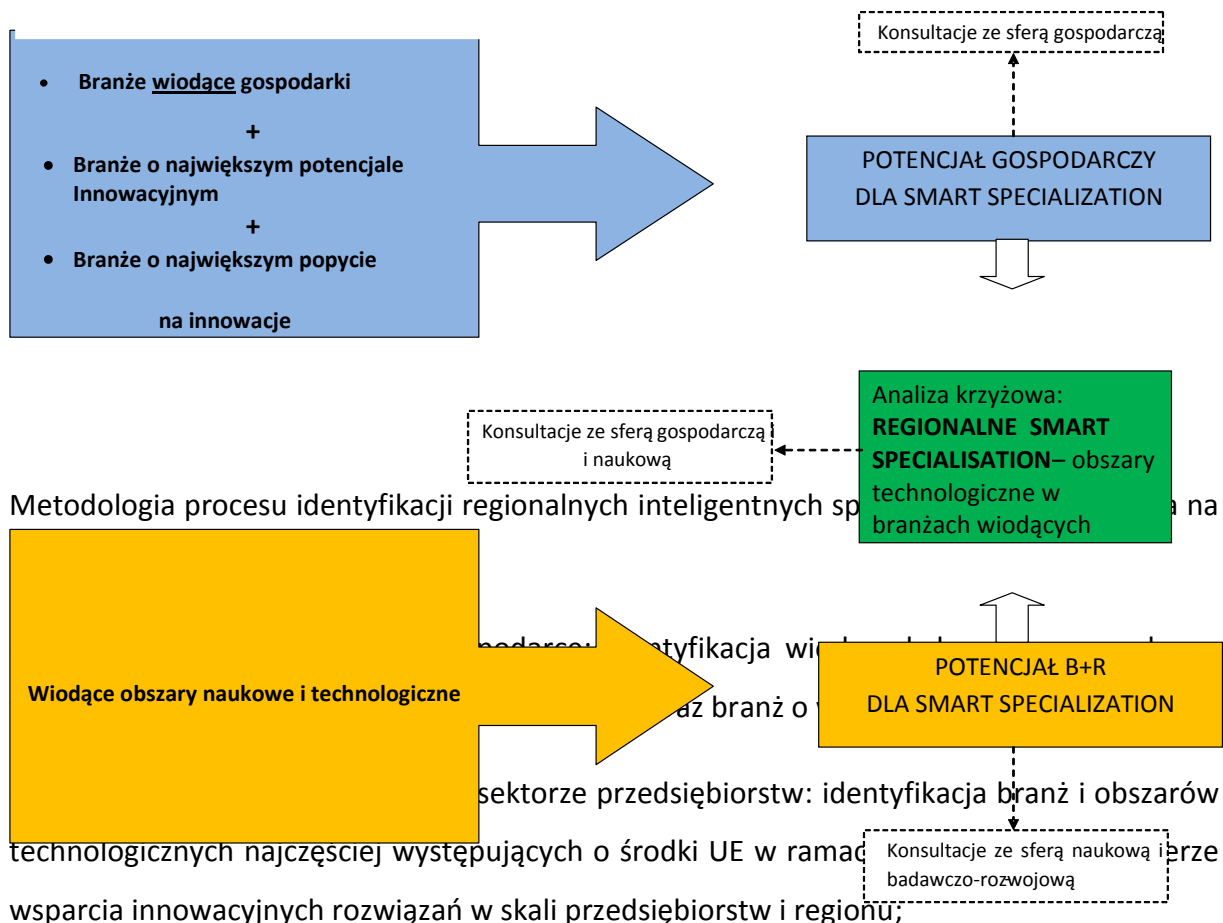 Konsultacje ze sferą gospodarczą
• Branże wiodące gospodarki
+
• Branże o największym potencjale
Innowacyjnym
+
• Branże o największym popycie
na innowacje
POTENCJAŁ GOSPODARCZY
DLA SMART SPECIALIZATION
Analiza krzyżowa:
REGIONALNE SMART
SPECIALISATION– obszary
technologiczne w
branżach wiodących
Konsultacje ze sferą gospodarczą i
i naukową
Metodologia procesu identyfikacji regionalnych inteligentnych na
Wiodące obszary naukowe i technologiczne
POTENCJAŁ B+R
DLA SMART SPECIALIZATION
branż o
sektorze przedsiębiorstw: identyfikacja branż i obszarów
technologicznych najczęściej występujących o środki UE w
Konsultacje ze sferą naukową i
badawczo-rozwojową
wsparcia innowacyjnych rozwiązań w skali przedsiębiorstw i regionu;